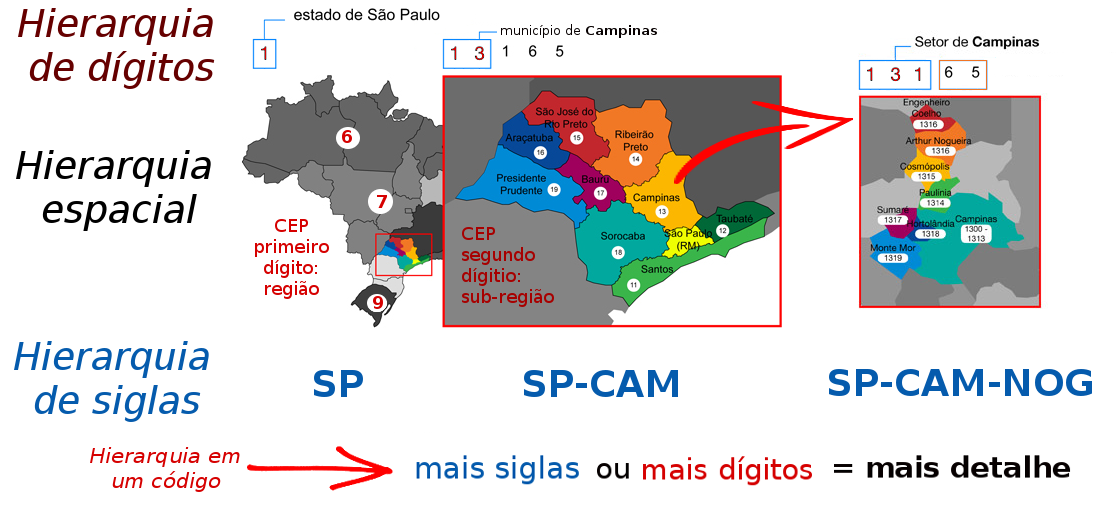 Hierarquia
de dígitos
estado de São Paulo
1
município de Campinas
1 3 1 6 5
Setor de Campinas
1 3 1 6 5
Hierarquia
espacial
6
7
9
CEP
primeiro
dígito:
região
CEP
segundo
dígitio:
sub-região
São José do
Rio Preto
15
Araçatuba
16
Ribeirão
Preto
14
Presidente
Prudente
19
Bauru
17
Campinas
13
Taubaté
12
São Paulo
(RM)
Sorocaba
18
Santos
11
Engenheiro
Coelho
1316
Arthur Nogueira
1316
Cosmópolis
1315
Paulínia
1314
Sumaré
1317
Hortolândia
1318
Campinas
1300 -
1313
Monte Mor
1319
Hierarquia
de siglas
SP
SP-CAM
SP-CAM-NOG
Hierarquia em
um código
mais siglas ou mais dígitos = mais detalhe